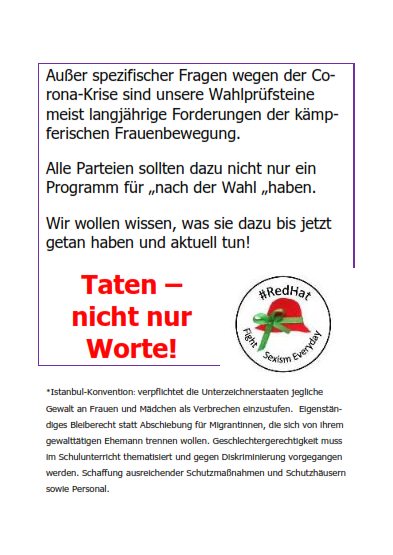 Außer spezifischer Fragen wegen der Co-
rona-Krise sind unsere Wahlprüfsteine
meist langjährige Forderungen der kämp-
ferischen Frauenbewegung.
Alle Parteien sollten dazu nicht nur ein
Programm für „nach der Wahl „haben.
Wir wollen wissen, was sie dazu bis jetzt
getan haben und aktuell tun!
Taten –
nicht nur
Worte!
#RedHat
Fight Sexism Everyday
*Istanbul-Konvention: verpflichtet die Unterzeichnerstaaten jegliche
Gewalt an Frauen und Mädchen als Verbrechen einzustufen. Eigenstän-
diges Bleiberecht statt Abschiebung für Migrantinnen, die sich von ihrem
gewalttätigen Ehemann trennen wollen. Geschlechtergerechtigkeit muss
im Schulunterricht thematisiert und gegen Diskriminierung vorgegangen
werden. Schaffung ausreichender Schutzmaßnahmen und Schutzhäusern
sowie Personal.